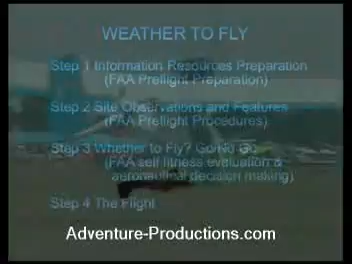 WEATHER TO FLY
Step 1 Information Resources Preparation
(FAA Preflight Preparation)
Step 2 Site Observations and Features
(FAA Preflight Procedures)
Step 3 Whether to Fly? Go/No Go
(FAA self fitness evaluation &
aeronautical decision making)
Step 4 The Flight
Adventure-Productions.com